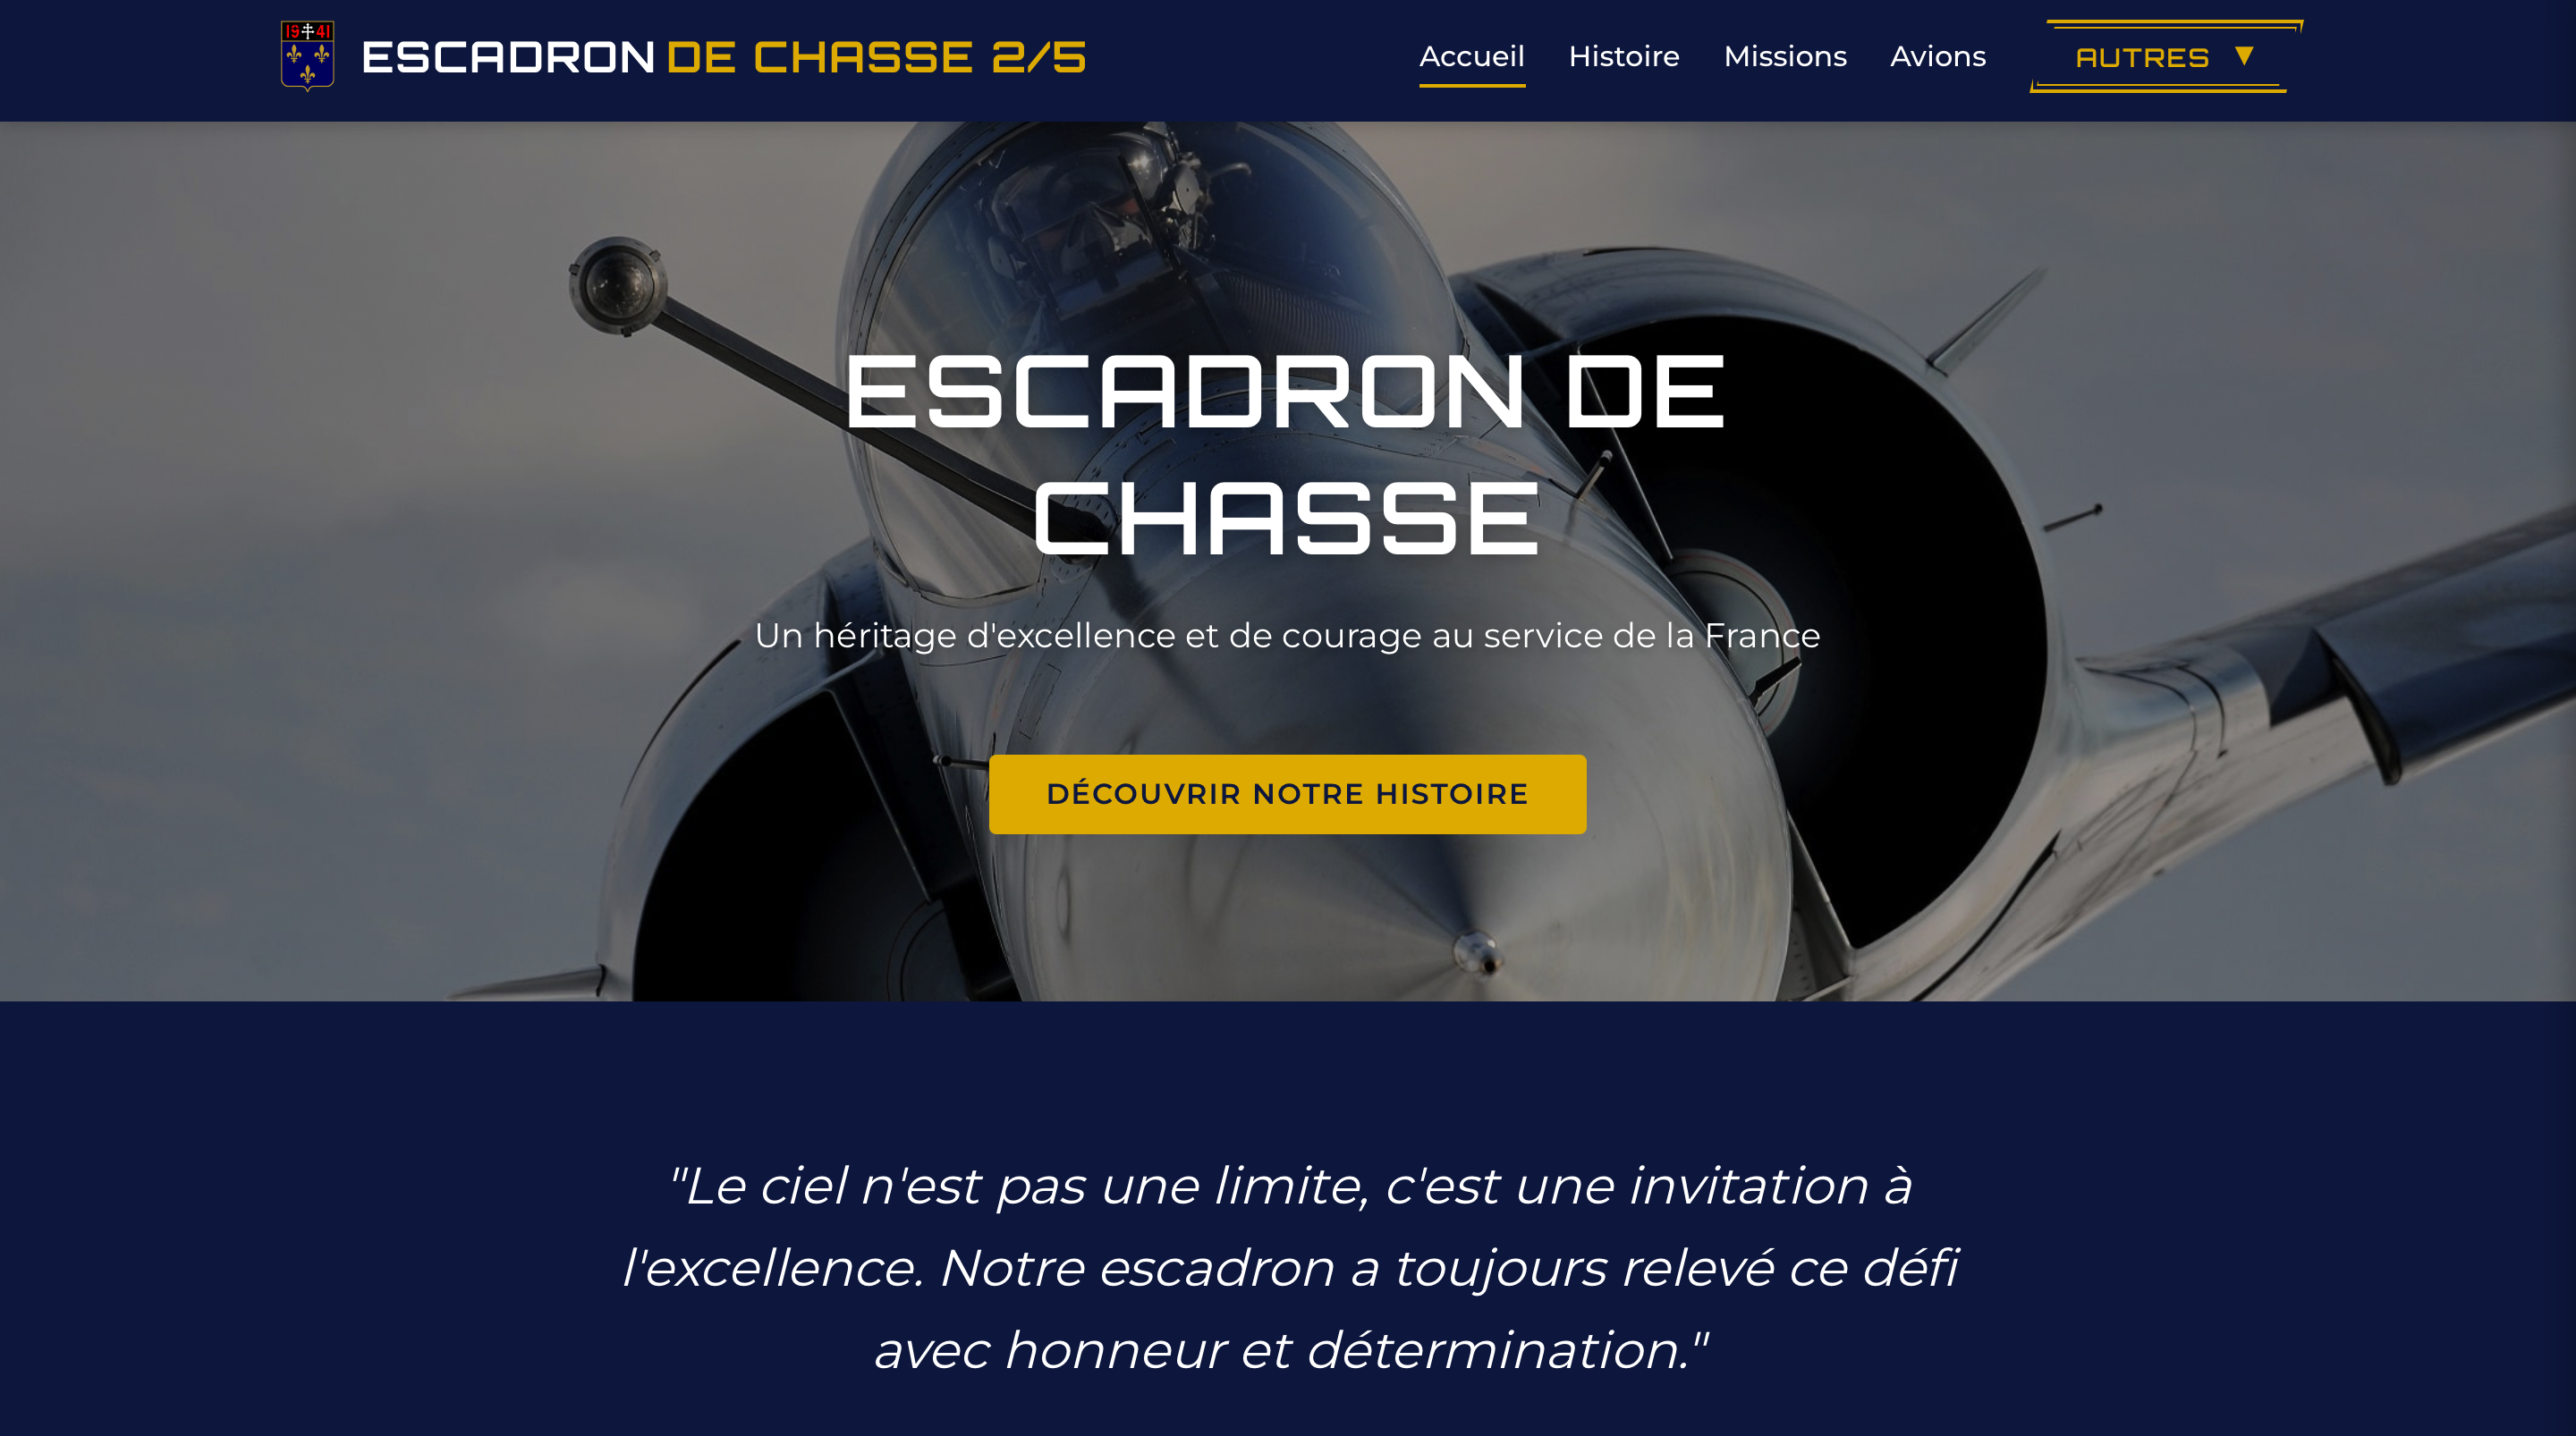 19 41
ESCADRON DE CHASSE 2/5
Accueil
Histoire
Missions
Avions
AUTRES ▼
ESCADRON DE
CHASSE
Un héritage d'excellence et de courage au service de la France
DÉCOUVRIR NOTRE HISTOIRE
"Le ciel n'est pas une limite, c'est une invitation à
l'excellence. Notre escadron a toujours relevé ce défi
avec honneur et détermination."